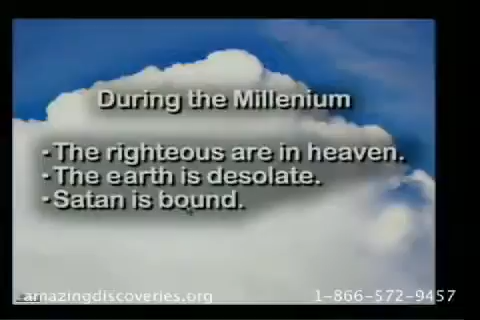 During the Millenium
-The righteous are in heaven.
-The earth is desolate.
-Satan is bound.
amazingdiscoveries.org 1-866-572-9457